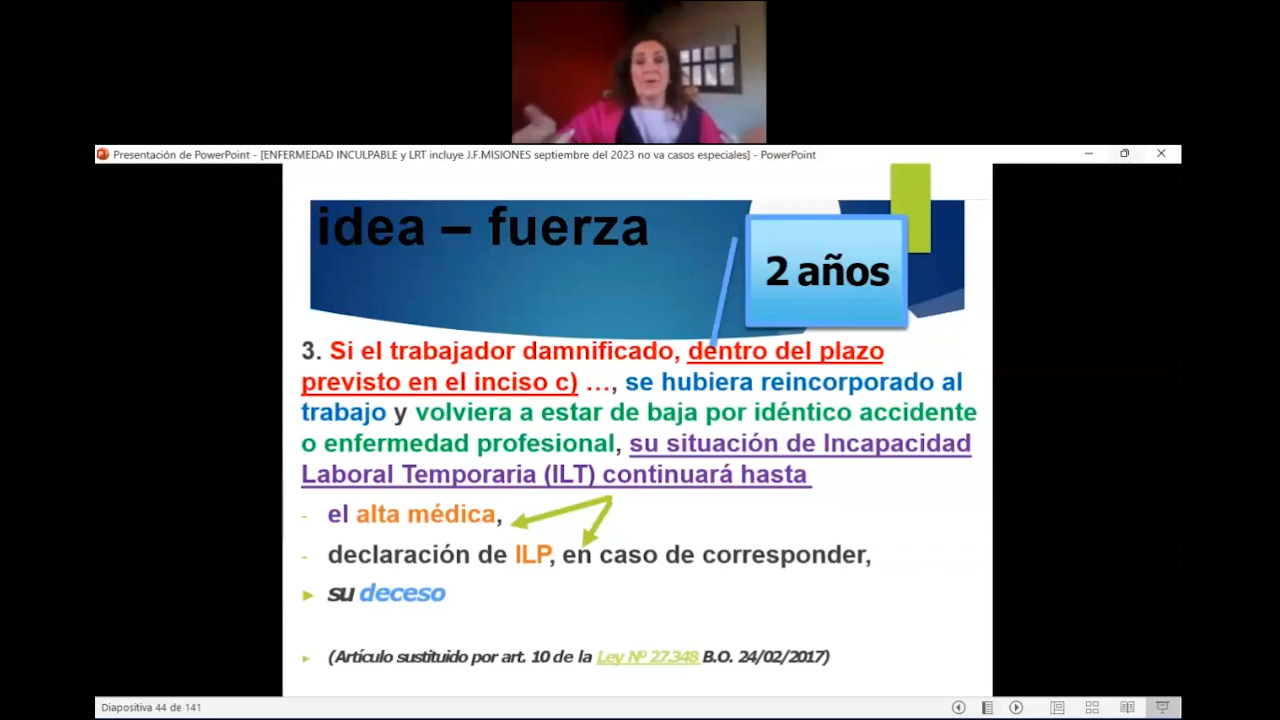 Presentación de PowerPoint - [ENFERMEDAD INCULPABLE y LRT incluye J.F.MISIONES septiembre del 2023 no va casos especiales] - PowerPoint
idea – fuerza
2 años
3. Si el trabajador damnificado, dentro del plazo
previsto en el inciso c) …, se hubiera reincorporado al
trabajo y volviera a estar de baja por idéntico accidente
o enfermedad profesional, su situación de Incapacidad
Laboral Temporaria (ILT) continuará hasta
- el alta médica,
- declaración de ILP, en caso de corresponder,
su deceso
(Artículo sustituido por art. 10 de la Ley Nº 27.348 B.O. 24/02/2017)
Diapositiva 44 de 141